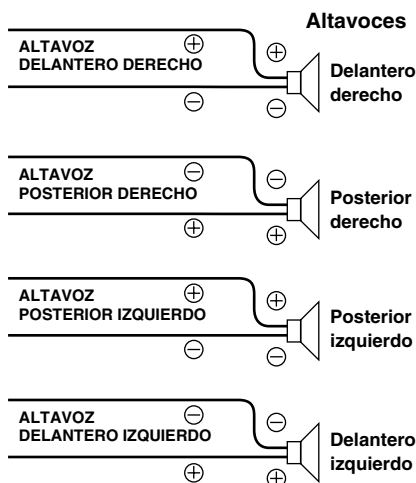 Altavoces
ALTAVOZ ⊕ ⊕
DELANTERO DERECHO
Delantero
derecho
⊖ ⊖
ALTAVOZ ⊖ ⊖
POSTERIOR DERECHO
Posterior
derecho
⊕ ⊕
ALTAVOZ ⊕ ⊕
POSTERIOR IZQUIERDO
Posterior
izquierdo
⊖ ⊖
ALTAVOZ ⊖ ⊖
DELANTERO IZQUIERDO
Delantero
izquierdo
⊕ ⊕